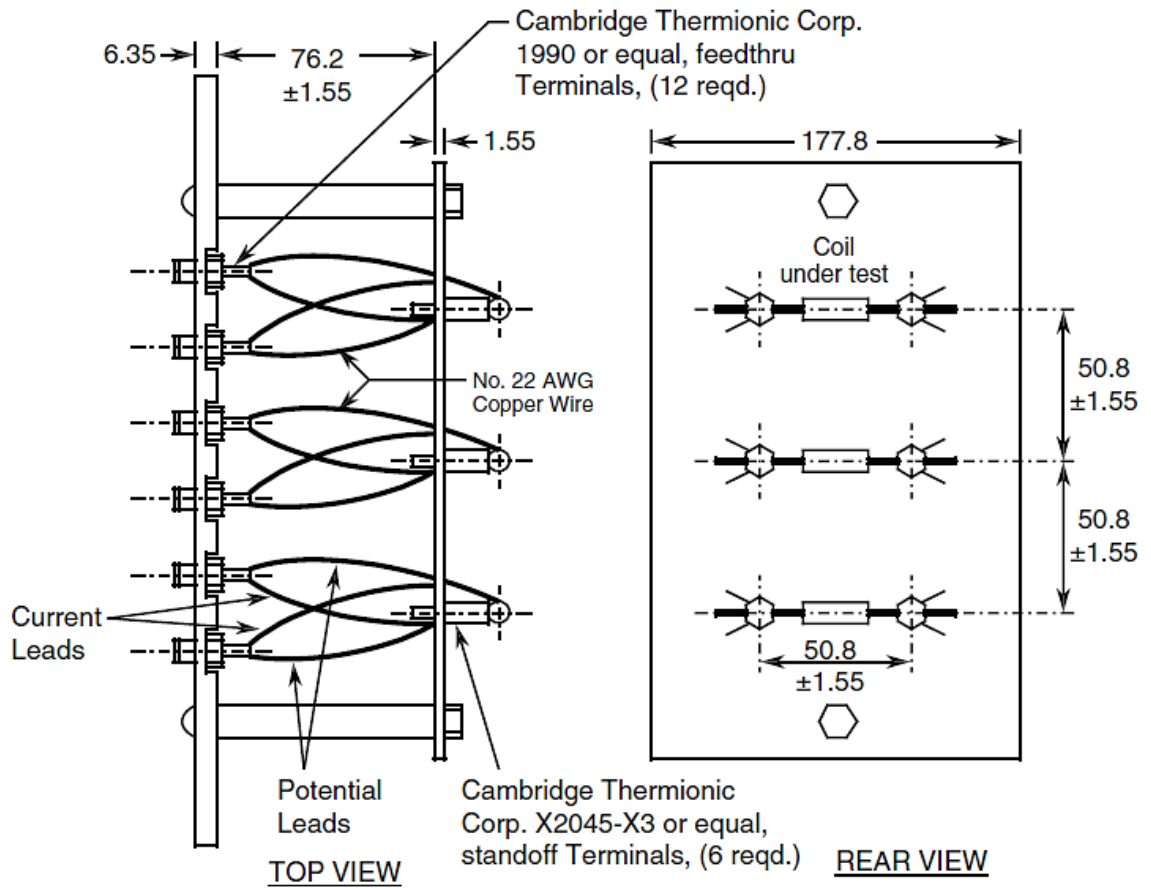 Cambridge Thermionic Corp.
1990 or equal, feedthru
Terminals, (12 reqd.)
6.35
76.2
±1.55
1.55
177.8
Coil
under test
50.8
±1.55
No. 22 AWG
Copper Wire
50.8
±1.55
Current
Leads
50.8
±1.55
Potential
Leads
Cambridge Thermionic
Corp. X2045-X3 or equal,
standoff Terminals, (6 reqd.)
TOP VIEW
REAR VIEW